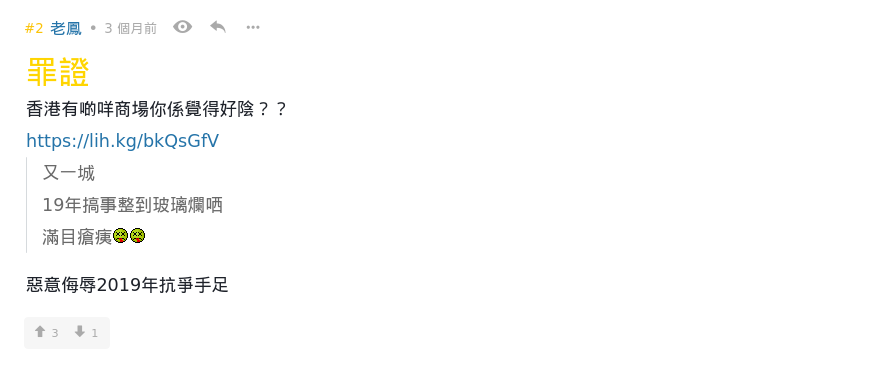 #2 老鳳 • 3 個月前
罪證
香港有啲咩商場你係覺得好陰？？
https://lih.kg/bkQsGfV
又一城
19年搞事整到玻璃爛哂
滿目瘡痍
惡意侮辱2019年抗爭手足
3 1